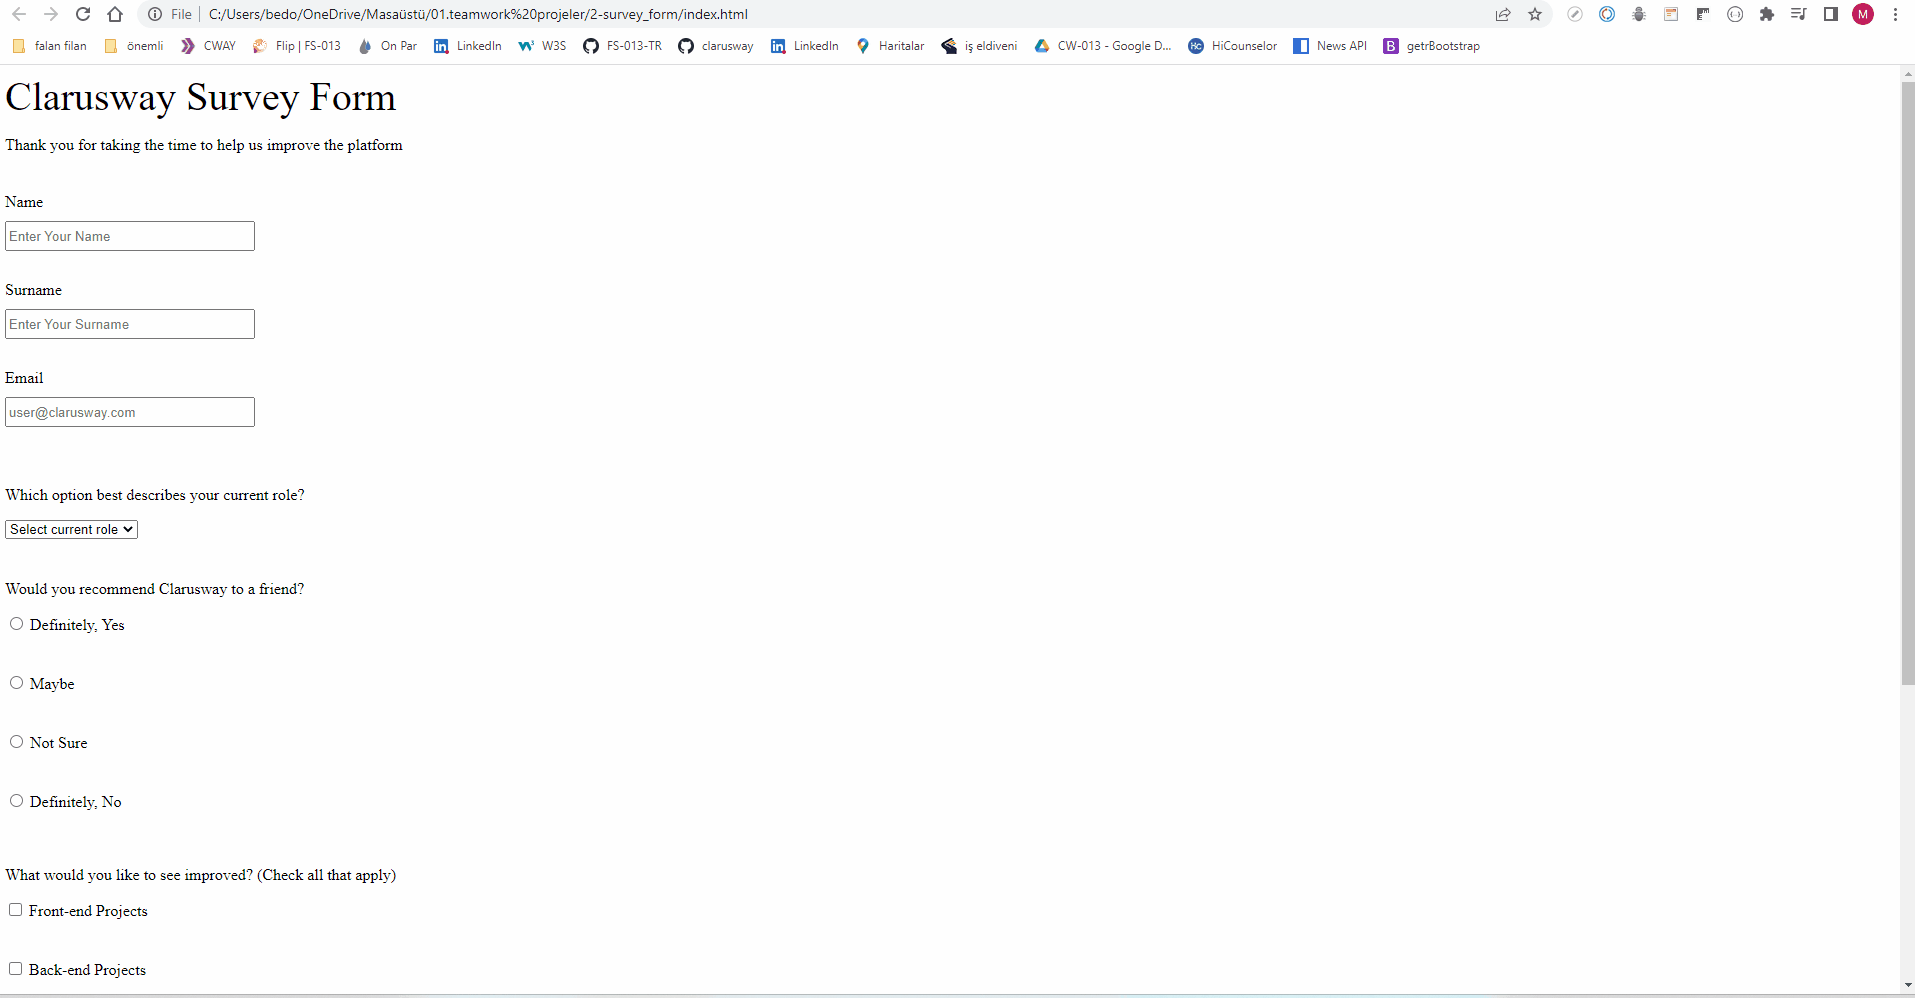 File C:/Users/bedo/OneDrive/Masaüstü/01.teamwork%20projeler/2-survey_form/index.html M
falan filan önemli CWAY Flip | FS-013 On Par LinkedIn W3S FS-013-TR clarusway LinkedIn Haritalar iş eldiveni CW-013 - Google D... HiCounselor News API getrBootstrap
Clarusway Survey Form
Thank you for taking the time to help us improve the platform
Name
Enter Your Name
Surname
Enter Your Surname
Email
user@clarusway.com
Which option best describes your current role?
Select current role
Would you recommend Clarusway to a friend?
Definitely, Yes
Maybe
Not Sure
Definitely, No
What would you like to see improved? (Check all that apply)
Front-end Projects
Back-end Projects